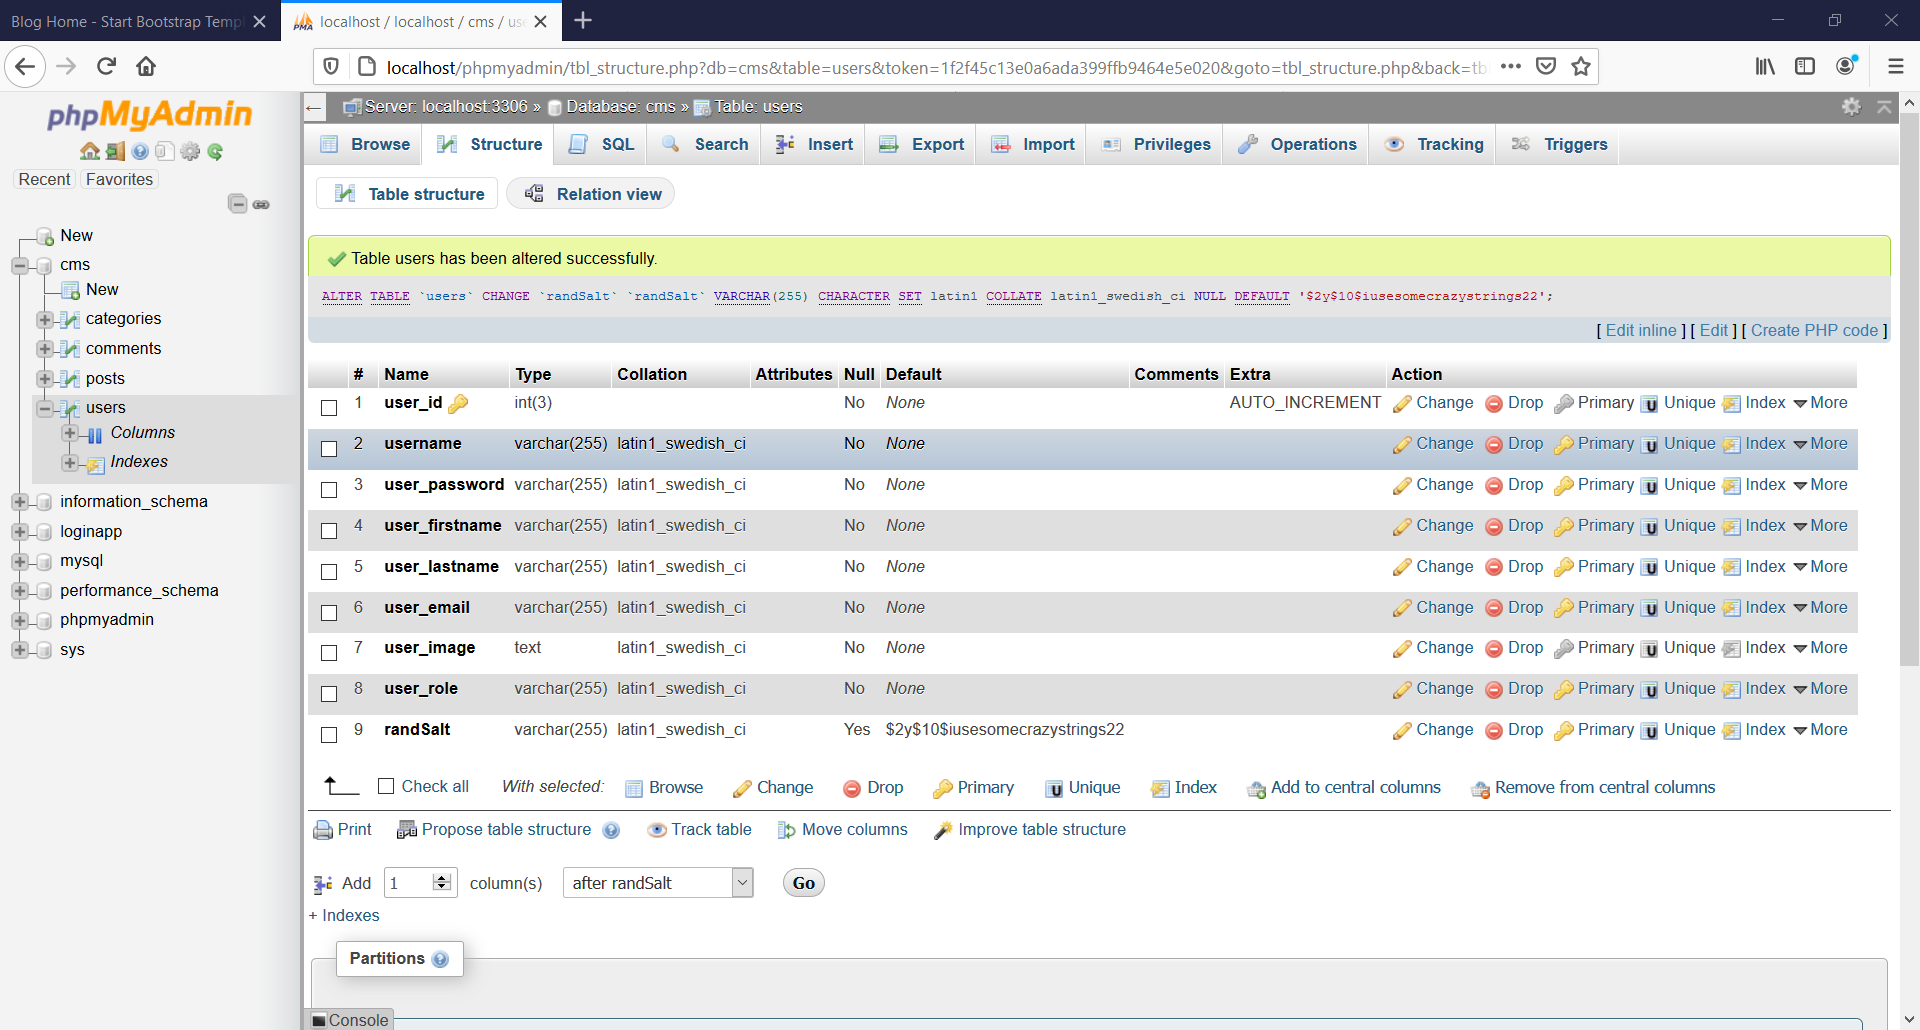 Blog Home - Start Bootstrap Temp
localhost / localhost / cms / use
localhost/phpmyadmin/tbl_structure.php?db=cms&table=users&token=1f2f45c13e0a6ada399ffb9464e5e020&goto=tbl_structure.php&back=tbl
phpMyAdmin
Recent Favorites
New
cms
New
categories
comments
posts
users
Columns
Indexes
information_schema
loginapp
mysql
performance_schema
phpmyadmin
sys
Server: localhost:3306 » Database: cms » Table: users
Browse Structure SQL Search Insert Export Import Privileges Operations Tracking Triggers
Table structure Relation view
Table users has been altered successfully.
ALTER TABLE `users` CHANGE `randSalt` `randSalt` VARCHAR(255) CHARACTER SET latin1 COLLATE latin1_swedish_ci NULL DEFAULT '$2y$10$iusesomecrazystrings22';
[ Edit inline ] [ Edit ] [ Create PHP code ]
# Name Type Collation Attributes Null Default Comments Extra Action
1 user_id int(3) No None AUTO_INCREMENT Change Drop Primary Unique Index More
2 username varchar(255) latin1_swedish_ci No None Change Drop Primary Unique Index More
3 user_password varchar(255) latin1_swedish_ci No None Change Drop Primary Unique Index More
4 user_firstname varchar(255) latin1_swedish_ci No None Change Drop Primary Unique Index More
5 user_lastname varchar(255) latin1_swedish_ci No None Change Drop Primary Unique Index More
6 user_email varchar(255) latin1_swedish_ci No None Change Drop Primary Unique Index More
7 user_image text latin1_swedish_ci No None Change Drop Primary Unique Index More
8 user_role varchar(255) latin1_swedish_ci No None Change Drop Primary Unique Index More
9 randSalt varchar(255) latin1_swedish_ci Yes $2y$10$iusesomecrazystrings22 Change Drop Primary Unique Index More
Check all With selected: Browse Change Drop Primary Unique Index Add to central columns Remove from central columns
Print Propose table structure Track table Move columns Improve table structure
Add 1 column(s) after randSalt Go
+ Indexes
Partitions
Console